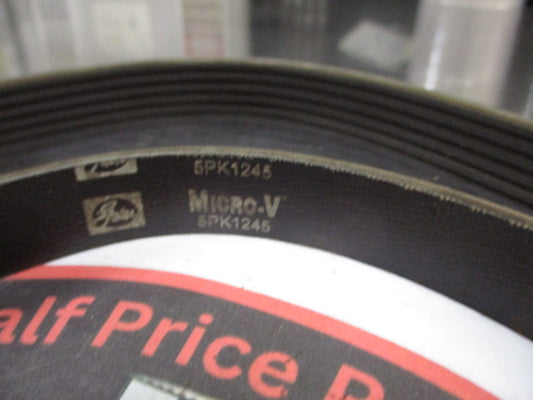 5PK1245
Gates
MICRO-V
5PK1245
alf Price